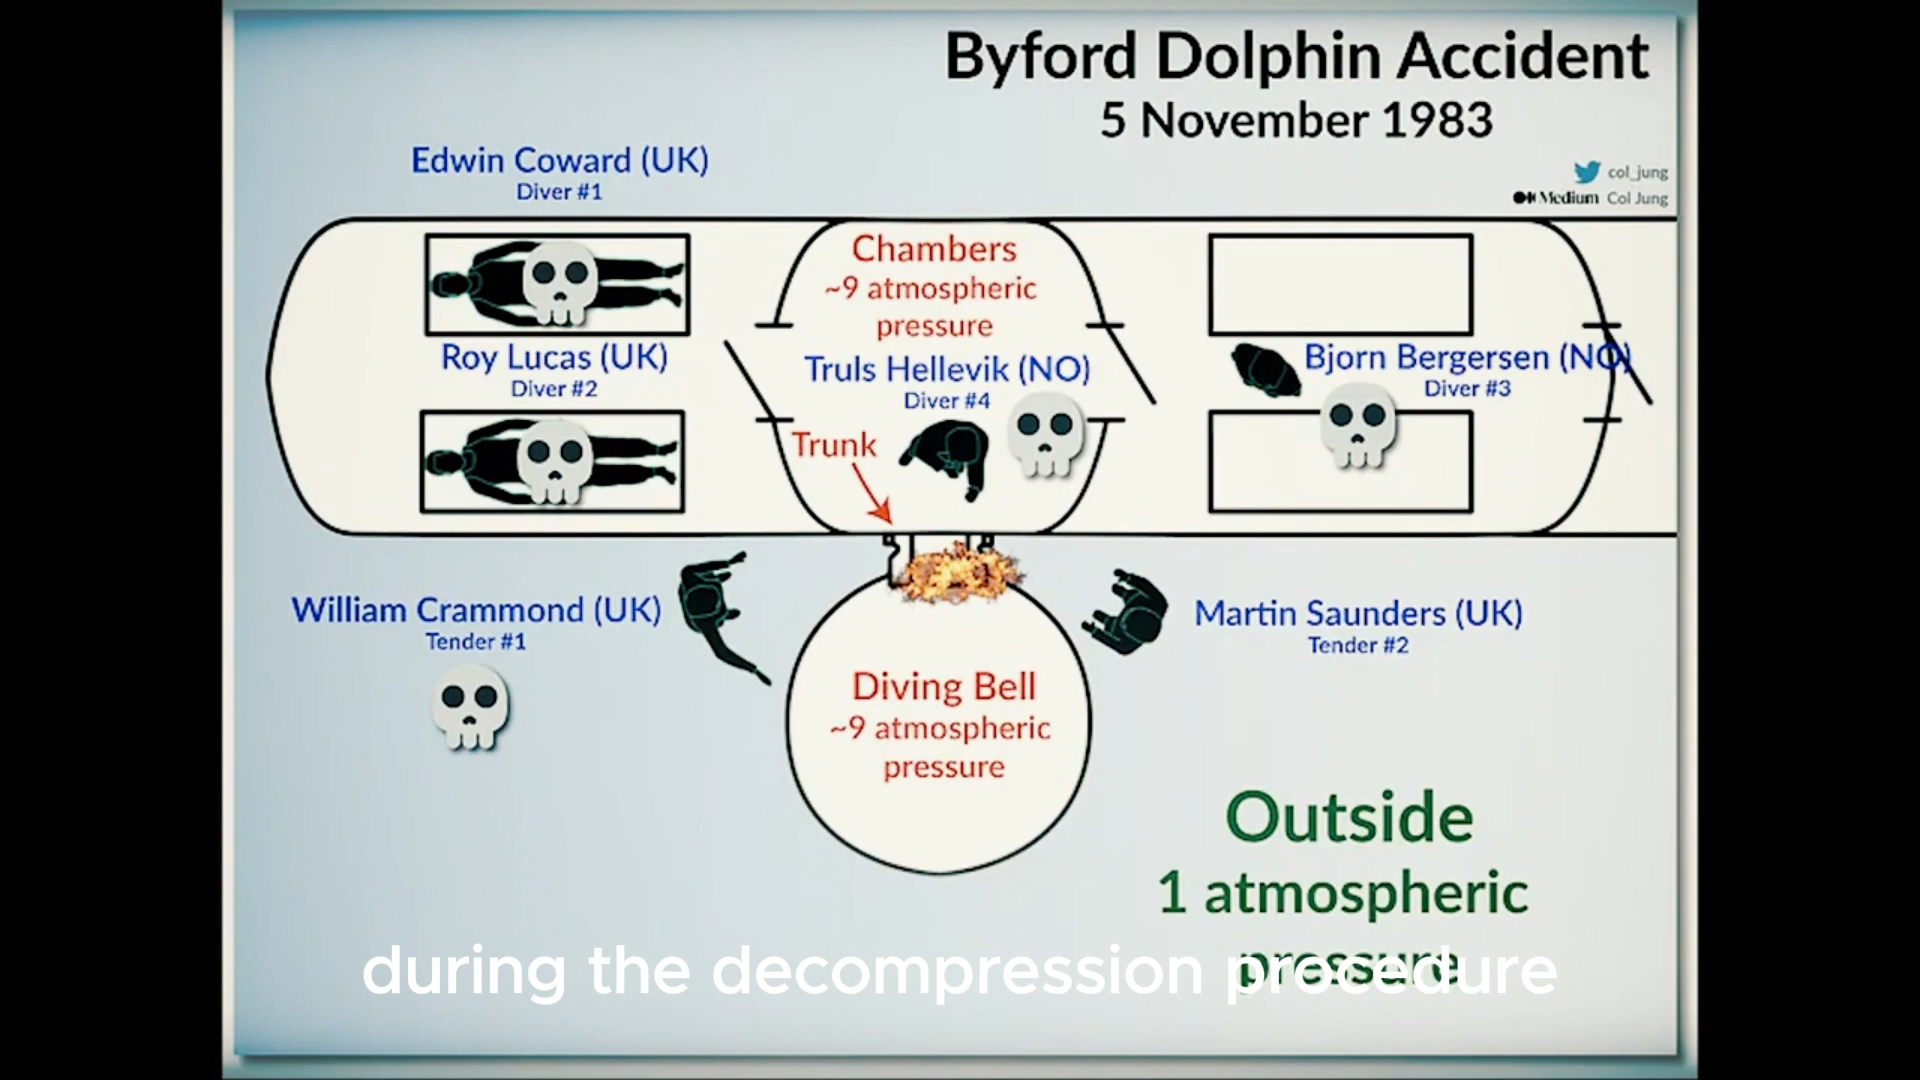 Byford Dolphin Accident
5 November 1983
col_jung
Medium Col Jung
Edwin Coward (UK)
Diver #1
Chambers
~9 atmospheric
pressure
Roy Lucas (UK)
Diver #2
Truls Hellevik (NO)
Diver #4
Bjorn Bergersen (NO)
Diver #3
Trunk
William Crammond (UK)
Tender #1
Martin Saunders (UK)
Tender #2
Diving Bell
~9 atmospheric
pressure
Outside
1 atmospheric
pressure
during the decompression procedure